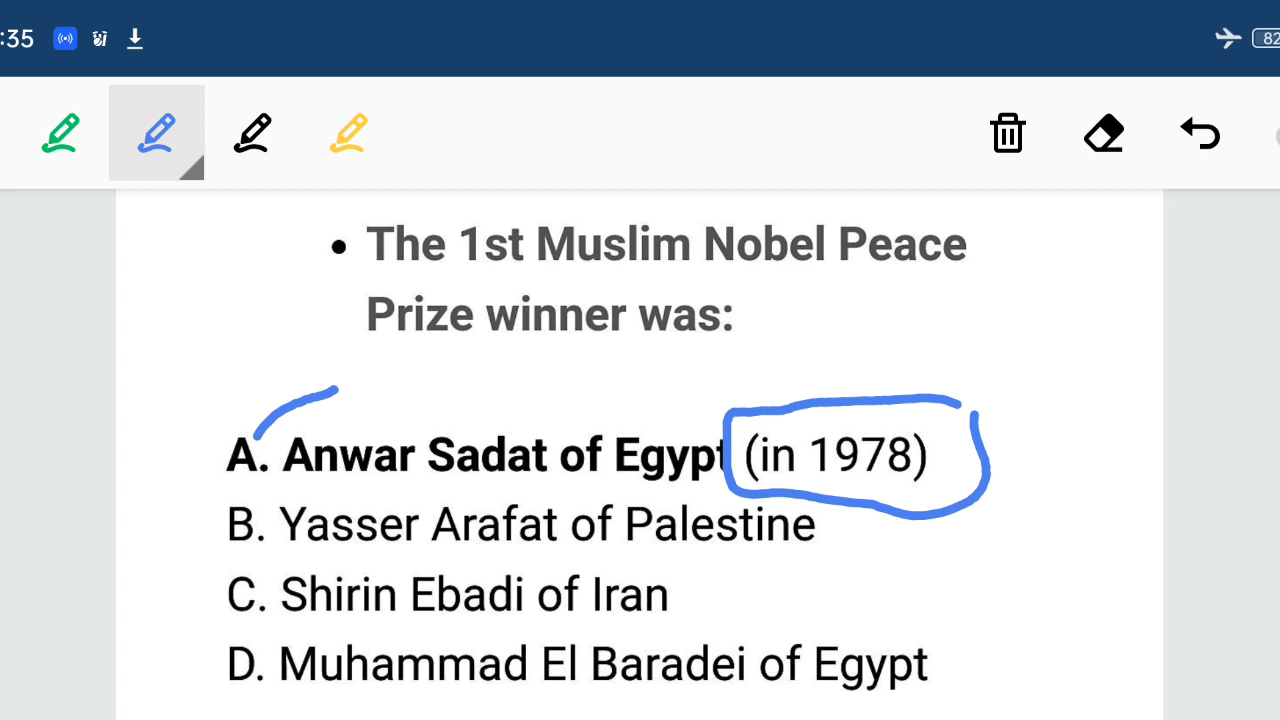 :35
82
• The 1st Muslim Nobel Peace
Prize winner was:
A. Anwar Sadat of Egypt (in 1978)
B. Yasser Arafat of Palestine
C. Shirin Ebadi of Iran
D. Muhammad El Baradei of Egypt